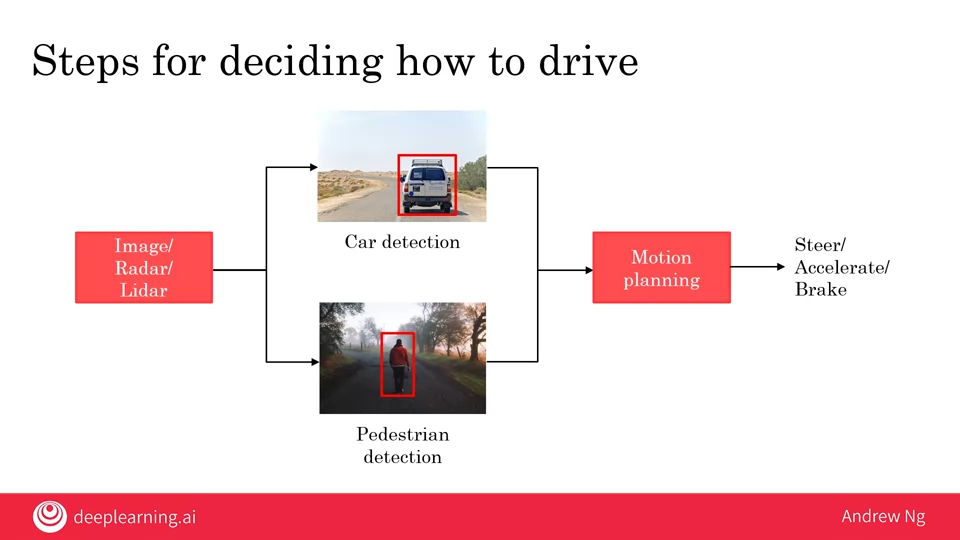 Steps for deciding how to drive
Image/
Radar/
Lidar
Car detection
Pedestrian
detection
Motion
planning
Steer/
Accelerate/
Brake
deeplearning.ai
Andrew Ng